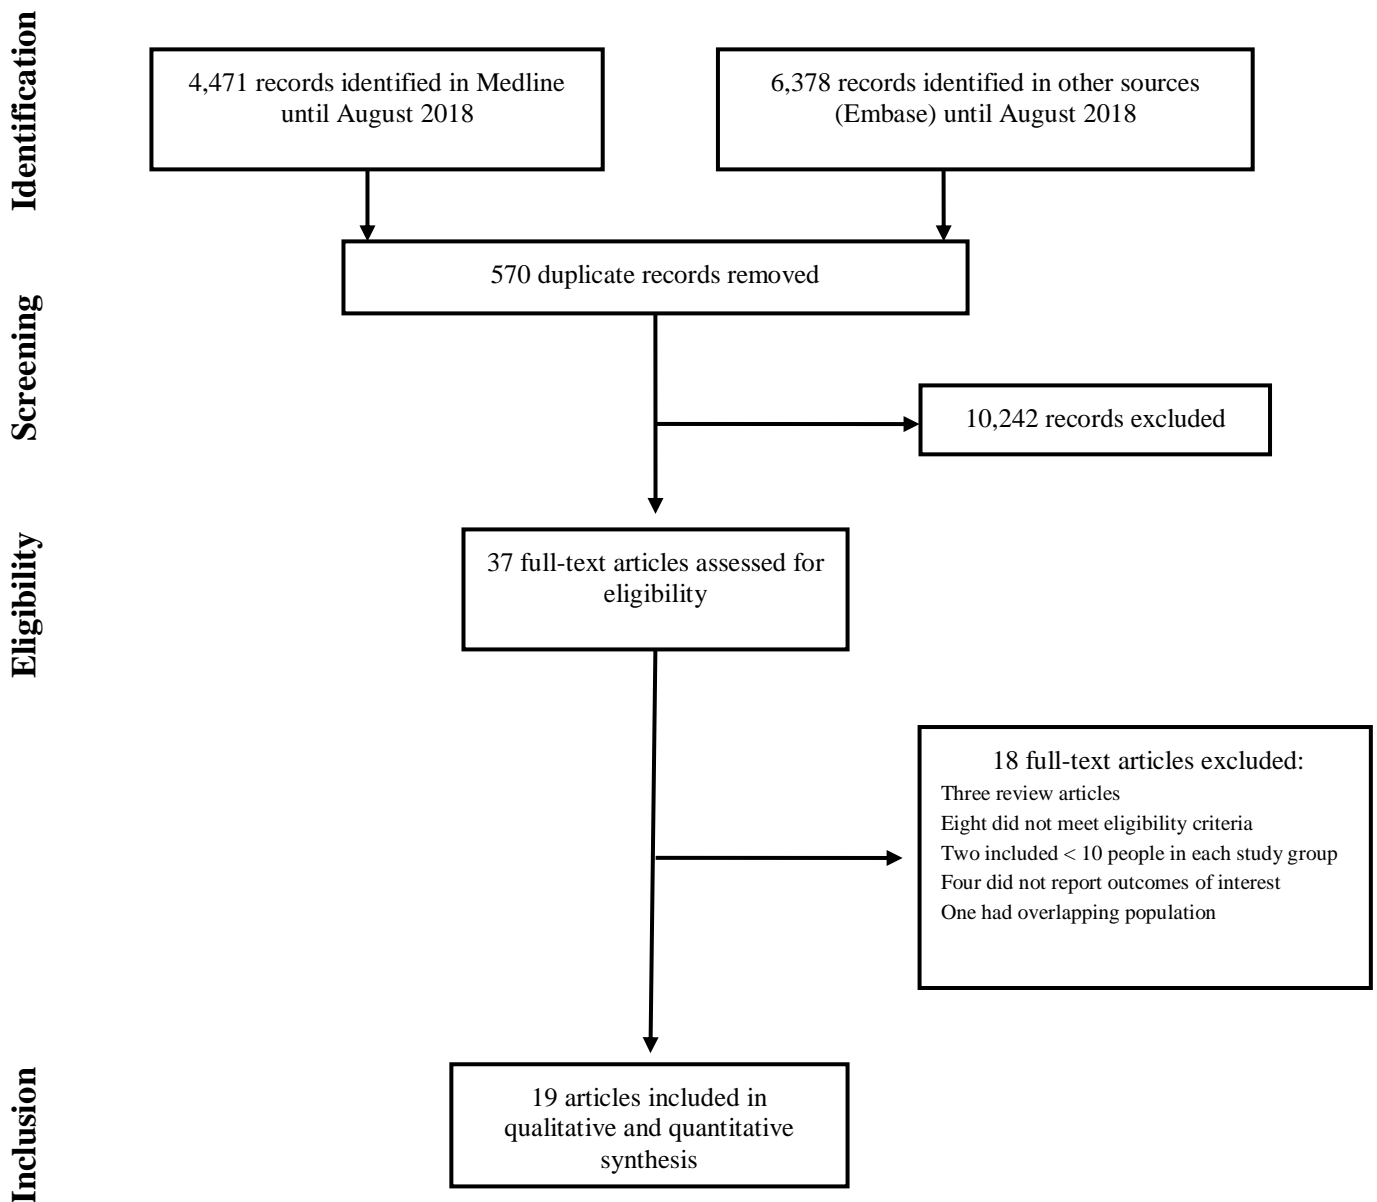 Identification
4,471 records identified in Medline
until August 2018
6,378 records identified in other sources
(Embase) until August 2018
570 duplicate records removed
Screening
10,242 records excluded
Eligibility
37 full-text articles assessed for
eligibility
18 full-text articles excluded:
Three review articles
Eight did not meet eligibility criteria
Two included < 10 people in each study group
Four did not report outcomes of interest
One had overlapping population
Inclusion
19 articles included in
qualitative and quantitative
synthesis